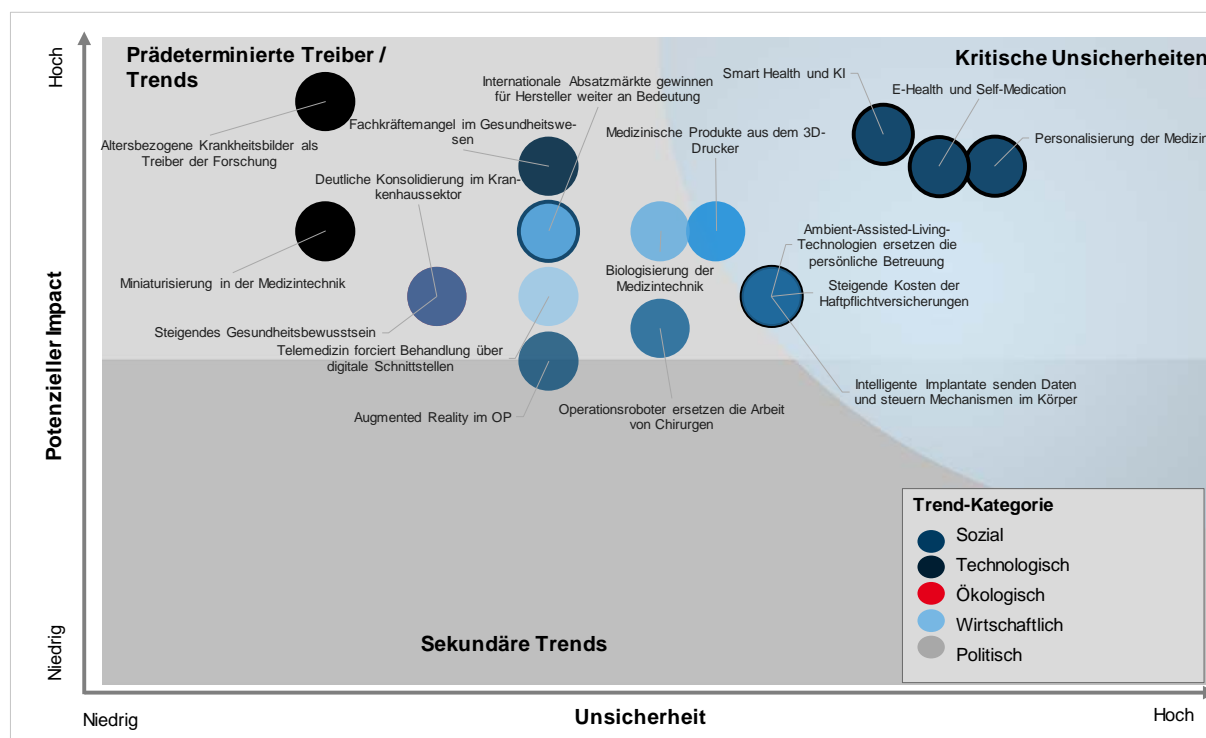 Hoch
Potenzieller Impact
Niedrig
Prädeterminierte Treiber /
Trends
Kritische Unsicherheiten
Internationale Absatzmärkte gewinnen
für Hersteller weiter an Bedeutung
Smart Health und KI
E-Health und Self-Medication
Fachkräftemangel im Gesundheitswe-
sen
Medizinische Produkte aus dem 3D-
Drucker
Personalisierung der Medizin
Altersbezogene Krankheitsbilder als
Treiber der Forschung
Deutliche Konsolidierung im Kran-
kenhaussektor
Ambient-Assisted-Living-
Technologien ersetzen die
persönliche Betreuung
Miniaturisierung in der Medizintechnik
Biologisierung der
Medizintechnik
Steigende Kosten der
Haftpflichtversicherungen
Steigendes Gesundheitsbewusstsein
Telemedizin forciert Behandlung über
digitale Schnittstellen
Augmented Reality im OP
Operationsroboter ersetzen die Arbeit
von Chirurgen
Intelligente Implantate senden Daten
und steuern Mechanismen im Körper
Sekundäre Trends
Trend-Kategorie
Sozial
Technologisch
Ökologisch
Wirtschaftlich
Politisch
Niedrig
Unsicherheit
Hoch